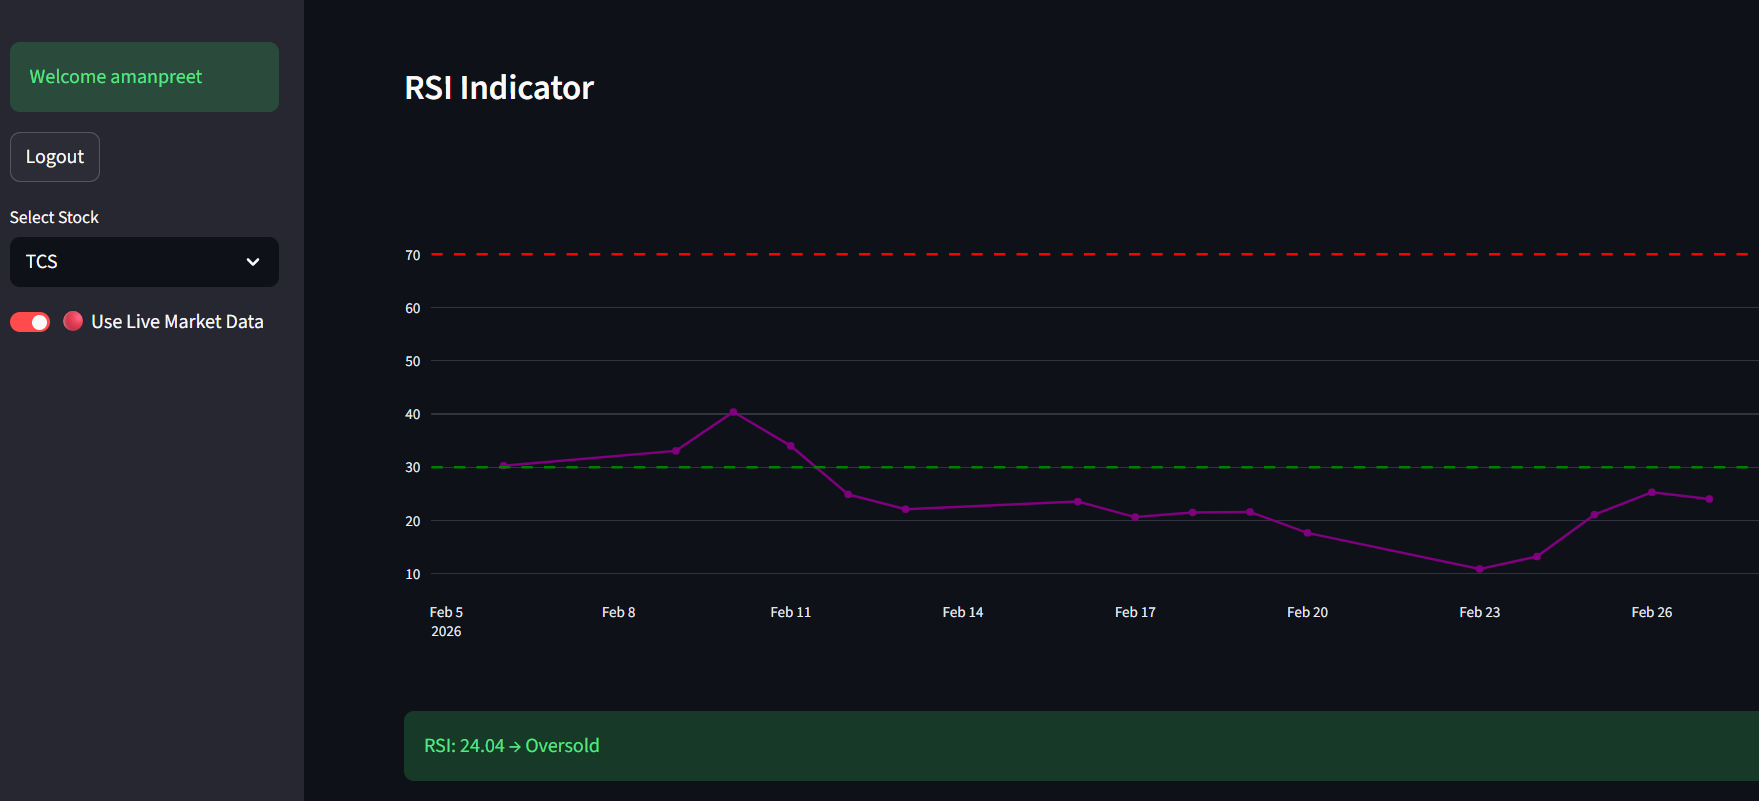 Welcome amanpreet
Logout
Select Stock
TCS
Use Live Market Data
RSI Indicator
70
60
50
40
30
20
10
Feb 5 Feb 8 Feb 11 Feb 14 Feb 17 Feb 20 Feb 23 Feb 26
2026
RSI: 24.04 → Oversold